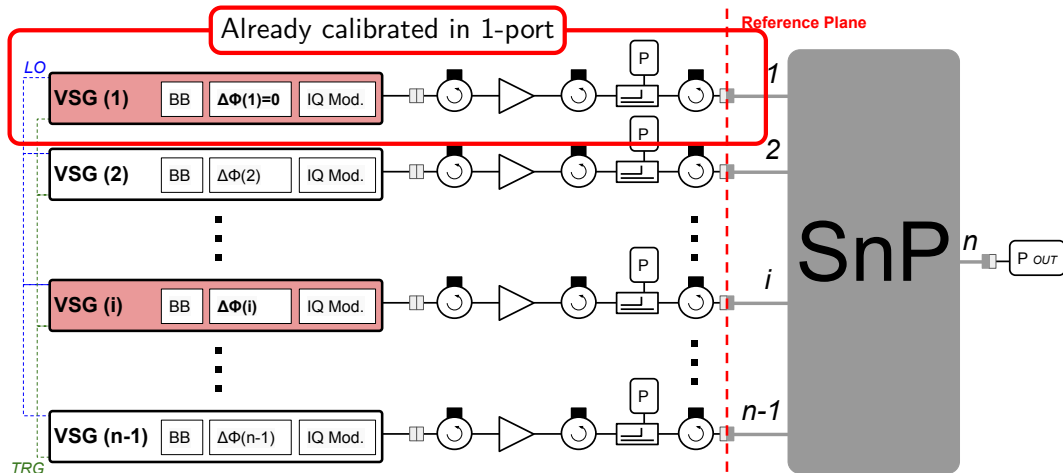 Already calibrated in 1-port
Reference Plane
LO
VSG (1) BB ΔΦ(1)=0 IQ Mod. P 1
VSG (2) BB ΔΦ(2) IQ Mod. P 2
SnP
n
P OUT
VSG (i) BB ΔΦ(i) IQ Mod. P i
VSG (n-1) BB ΔΦ(n-1) IQ Mod. P n-1
TRG